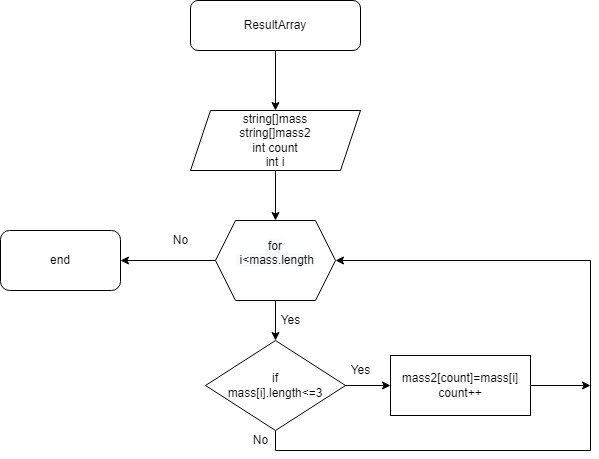 ResultArray
string[]mass
string[]mass2
int count
int i
for
i<mass.length
No
end
Yes
if
mass[i].length<=3
Yes
mass2[count]=mass[i]
count++
No